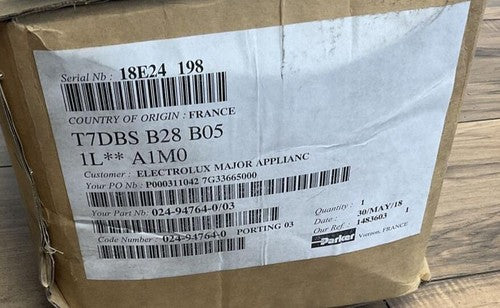 Serial Nb : 18E24 198
COUNTRY OF ORIGIN : FRANCE
T7DBS B28 B05
1L** A1M0
Customer : ELECTROLUX MAJOR APPLIANC
Your PO Nb : P000311042 7G33665000
Your Part Nb: 024-94764-0/03
Quantity : 1
Date : 30/MAY/18
Code Number : 024-94764-0 PORTING 03
Our Ref : 1483603 1
Parker Vierzon, FRANCE